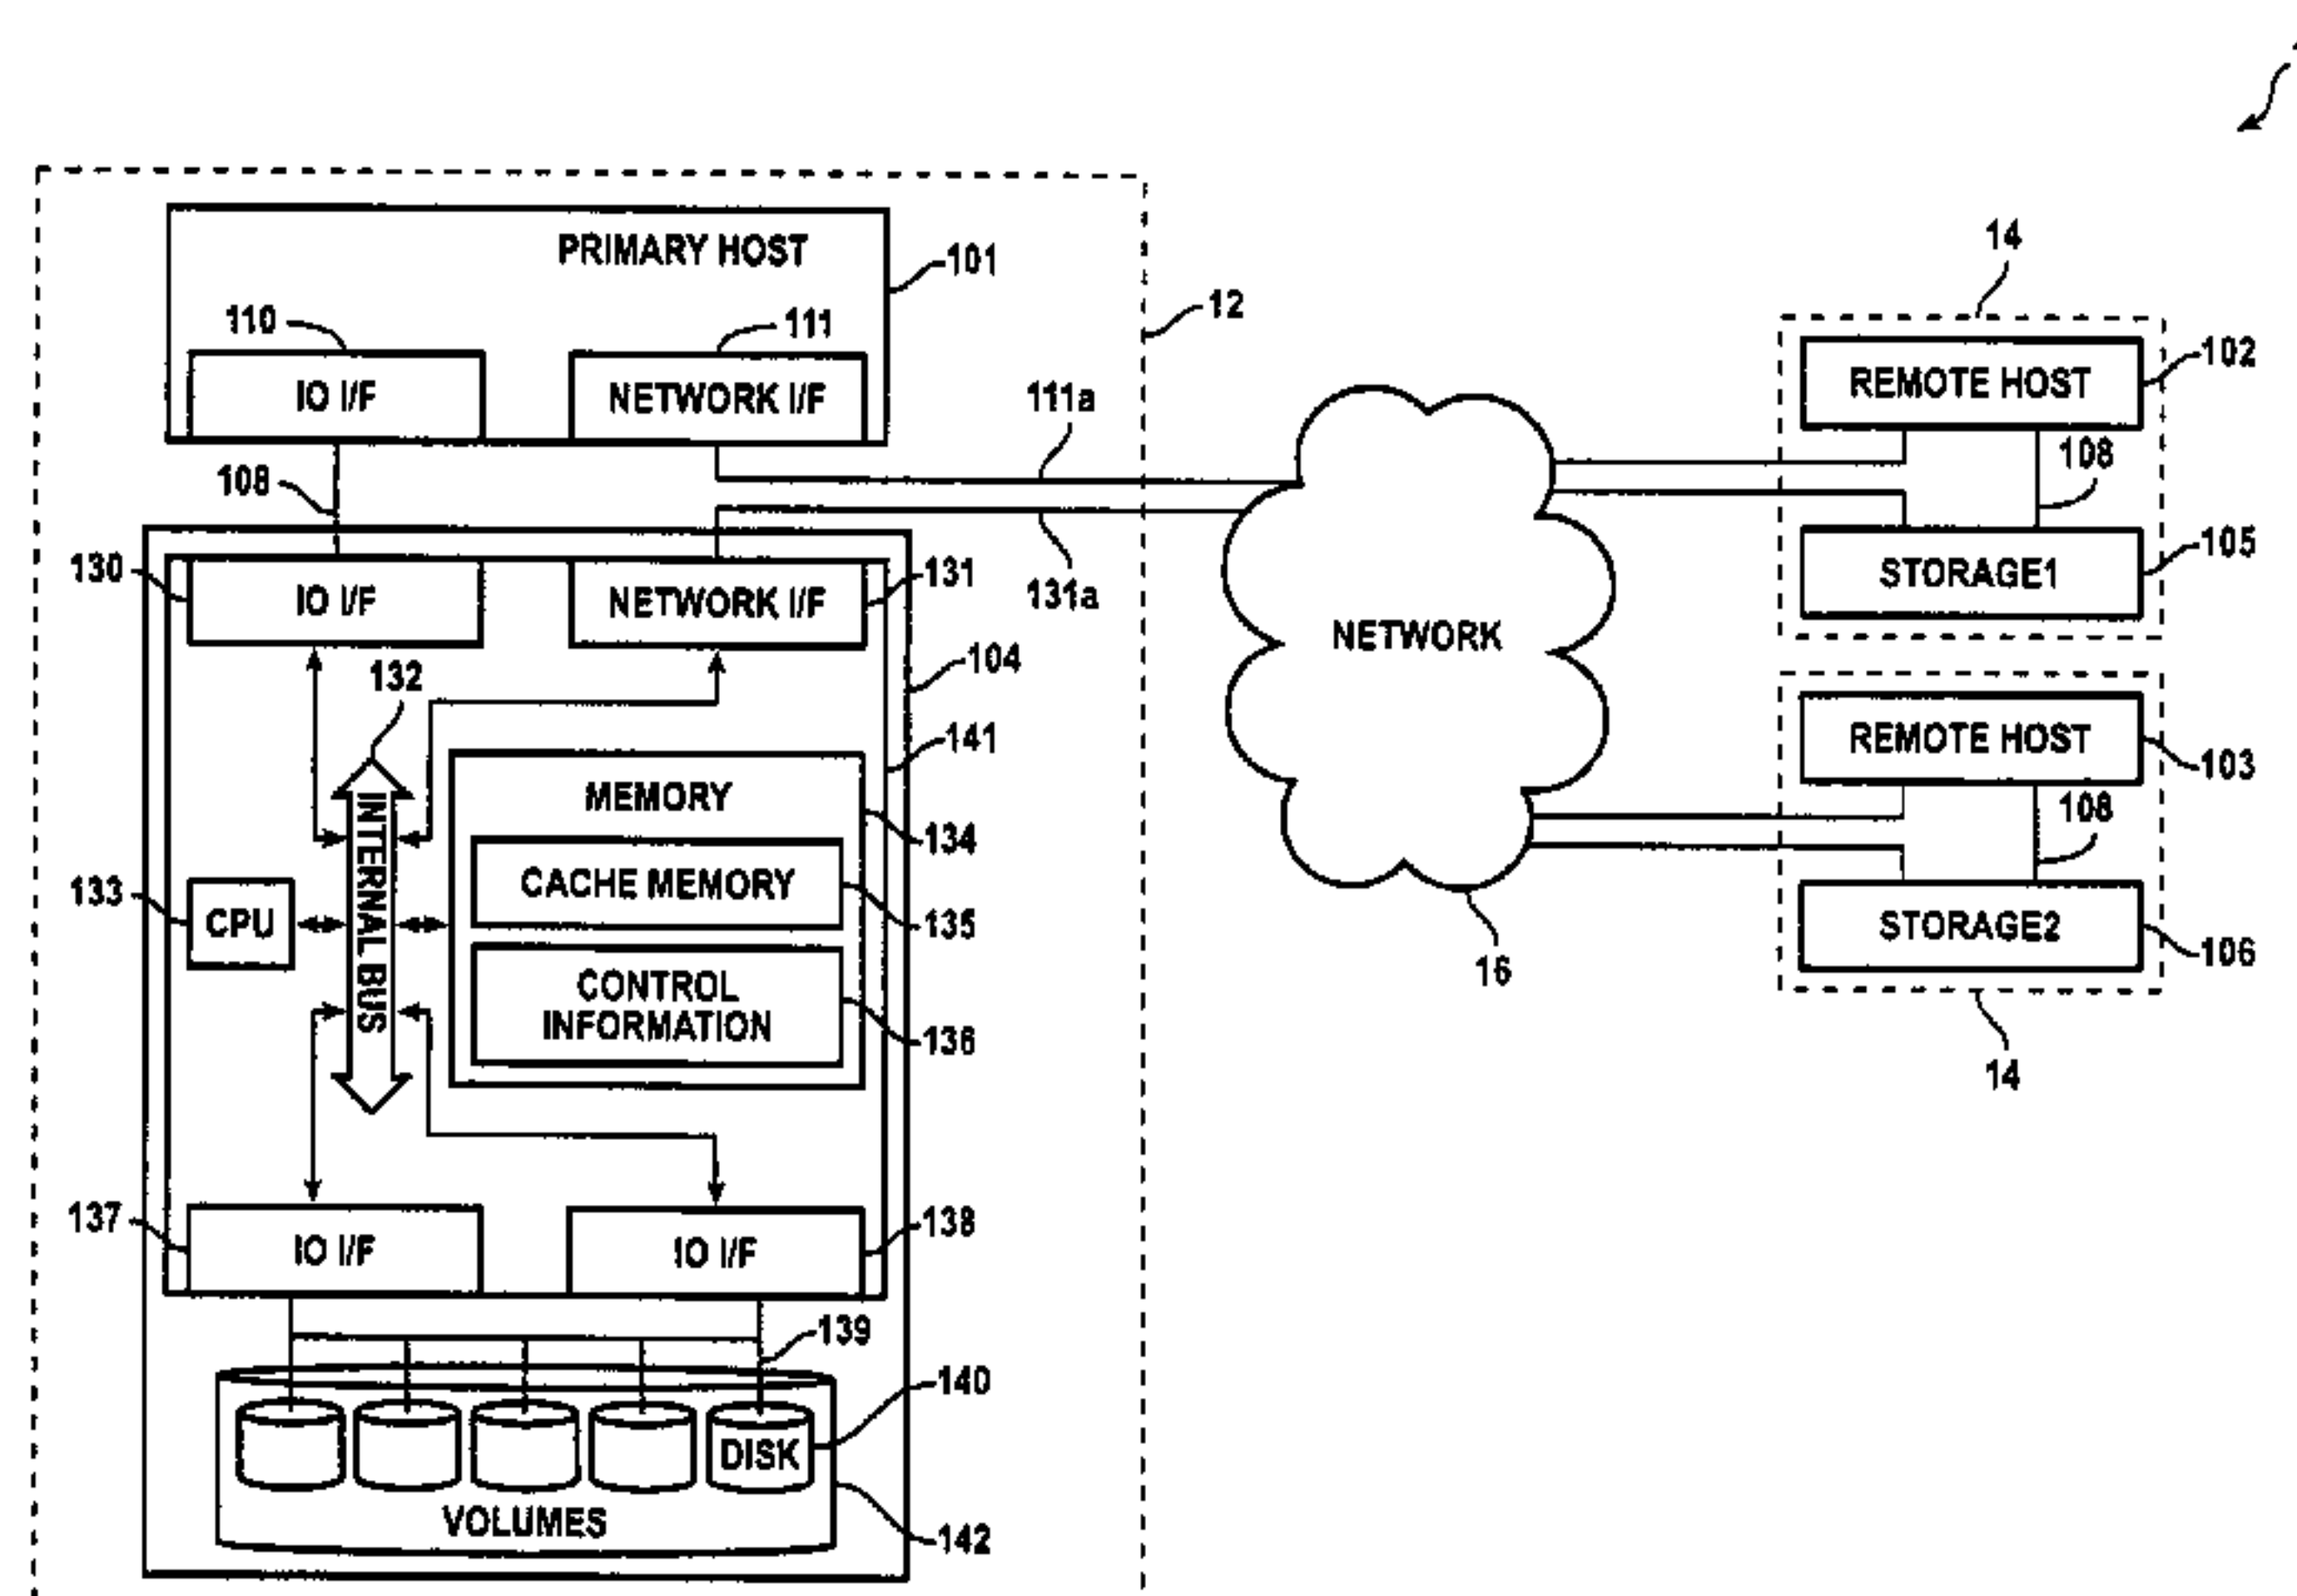 PRIMARY HOST
101
110
111
12
IO I/F
NETWORK I/F
111a
108
130
IO I/F
NETWORK I/F
131
131a
104
132
141
INTERNAL BUS
MEMORY
134
133
CPU
CACHE MEMORY
135
CONTROL
INFORMATION
136
137
IO I/F
IO I/F
138
139
140
DISK
VOLUMES
142
NETWORK
16
14
REMOTE HOST
102
108
STORAGE1
105
REMOTE HOST
103
108
STORAGE2
106
14